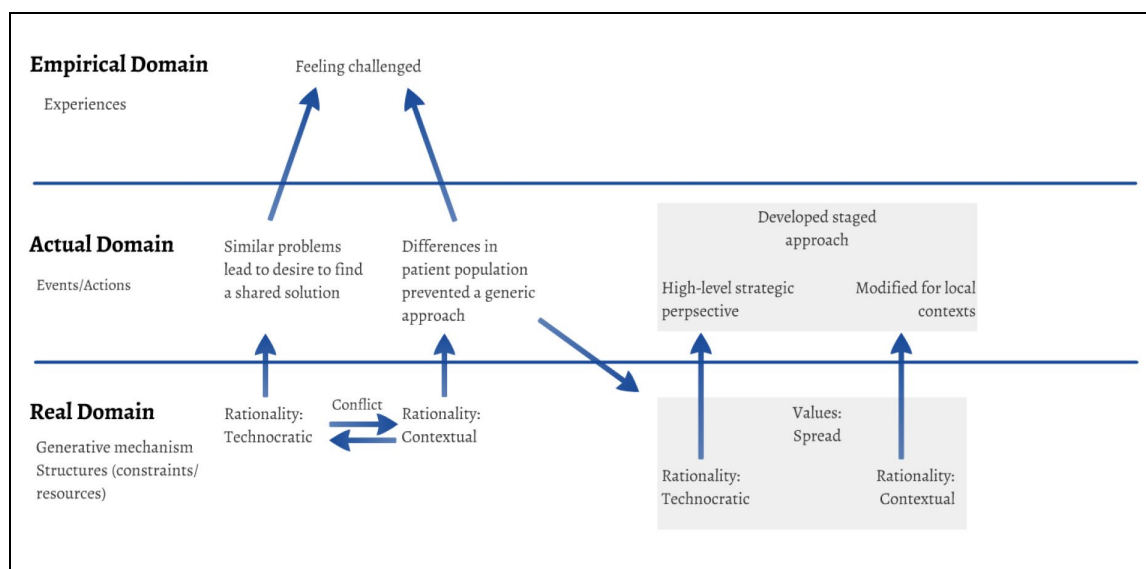 Empirical Domain
Feeling challenged
Experiences
Actual Domain
Events/Actions
Similar problems
lead to desire to find
a shared solution
Differences in
patient population
prevented a generic
approach
Developed staged
approach
High-level strategic
perpsective
Modified for local
contexts
Real Domain
Generative mechanism
Structures (constraints/
resources)
Rationality:
Technocratic
Conflict
Rationality:
Contextual
Values:
Spread
Rationality:
Technocratic
Rationality:
Contextual